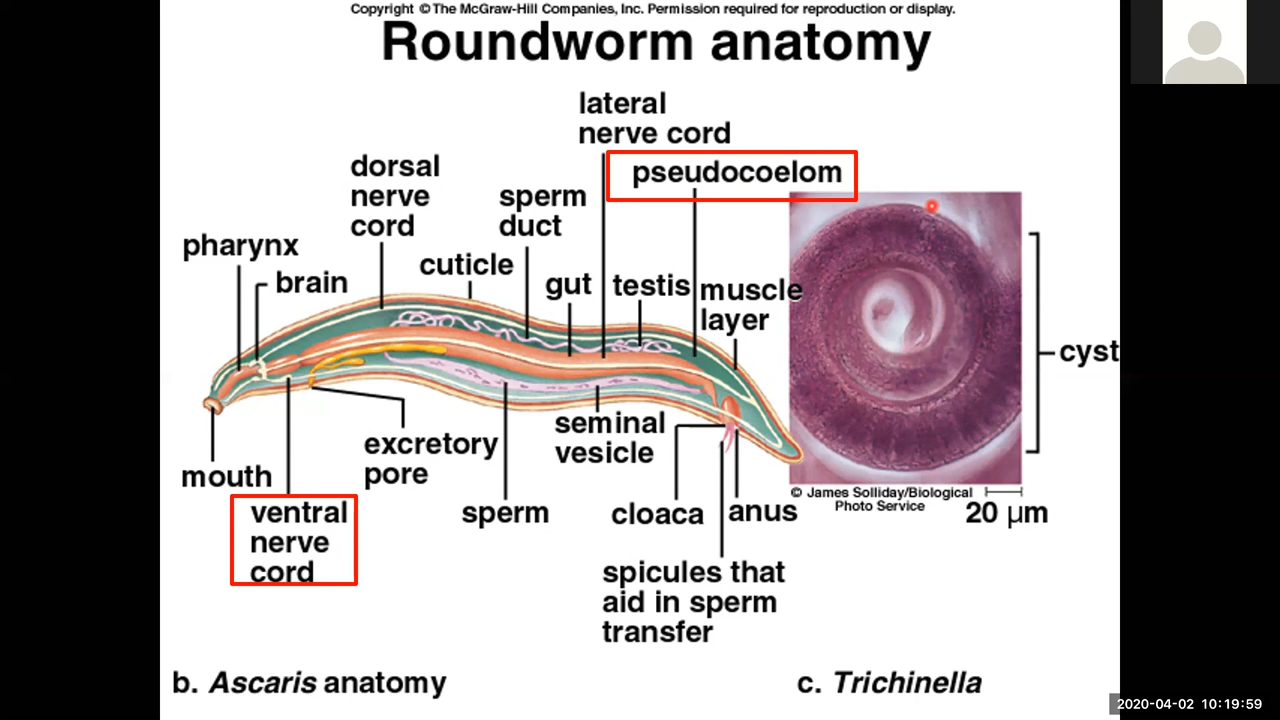 Copyright © The McGraw-Hill Companies, Inc. Permission required for reproduction or display.
Roundworm anatomy
lateral
nerve cord
pseudocoelom
dorsal
nerve
cord
sperm
duct
pharynx
brain
cuticle
gut
testis
muscle
layer
cyst
mouth
ventral
nerve
cord
excretory
pore
sperm
seminal
vesicle
cloaca
anus
spicules that
aid in sperm
transfer
© James Solliday/Biological
Photo Service
20 µm
b. Ascaris anatomy
c. Trichinella
2020-04-02 10:19:59